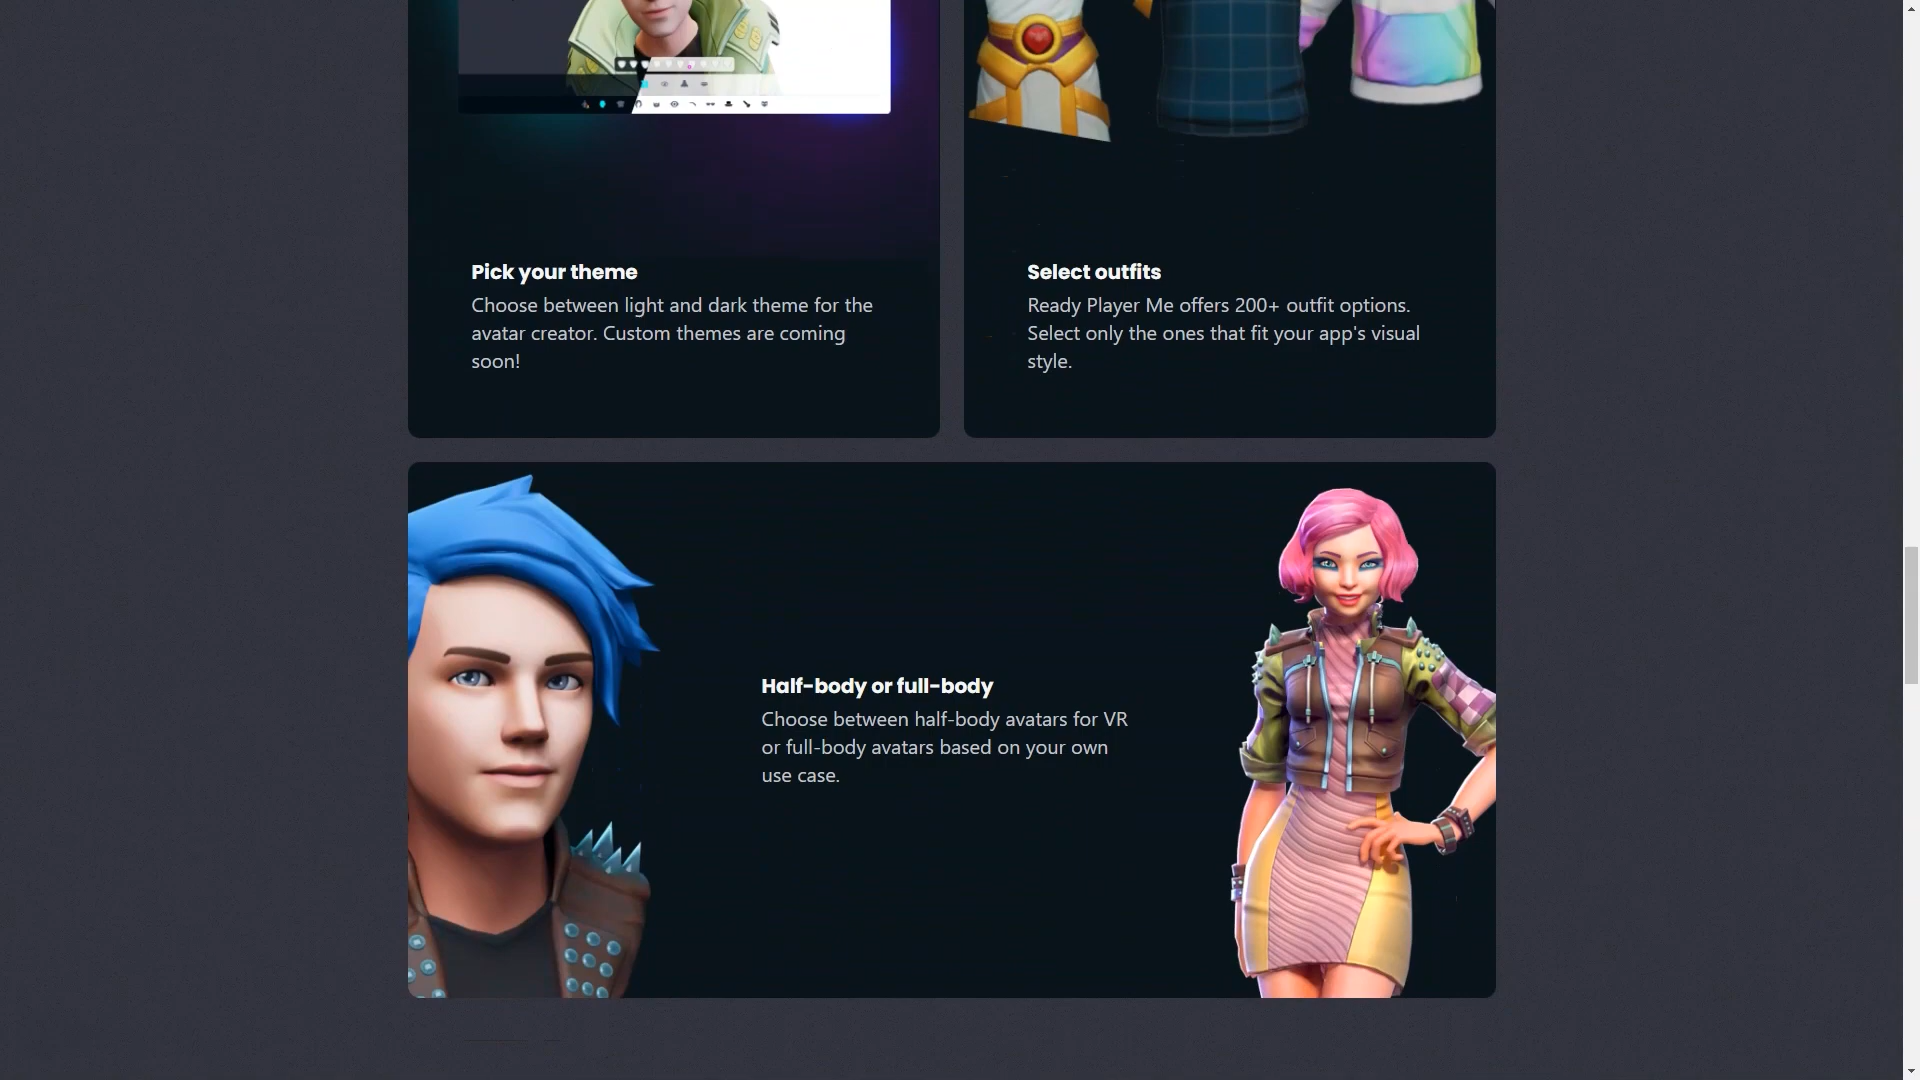 Pick your theme
Choose between light and dark theme for the
avatar creator. Custom themes are coming
soon!
Select outfits
Ready Player Me offers 200+ outfit options.
Select only the ones that fit your app's visual
style.
Half-body or full-body
Choose between half-body avatars for VR
or full-body avatars based on your own
use case.